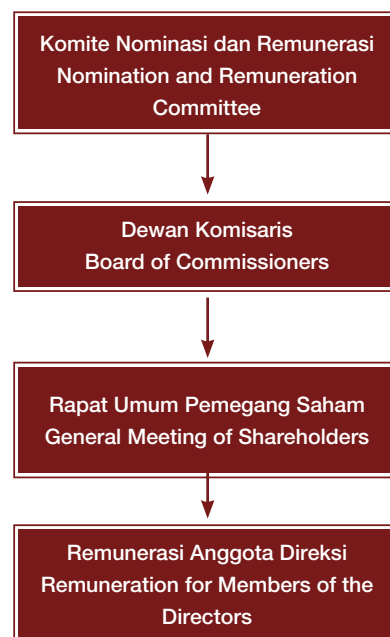 Komite Nominasi dan Remunerasi
Nomination and Remuneration
Committee
Dewan Komisaris
Board of Commissioners
Rapat Umum Pemegang Saham
General Meeting of Shareholders
Remunerasi Anggota Direksi
Remuneration for Members of the
Directors